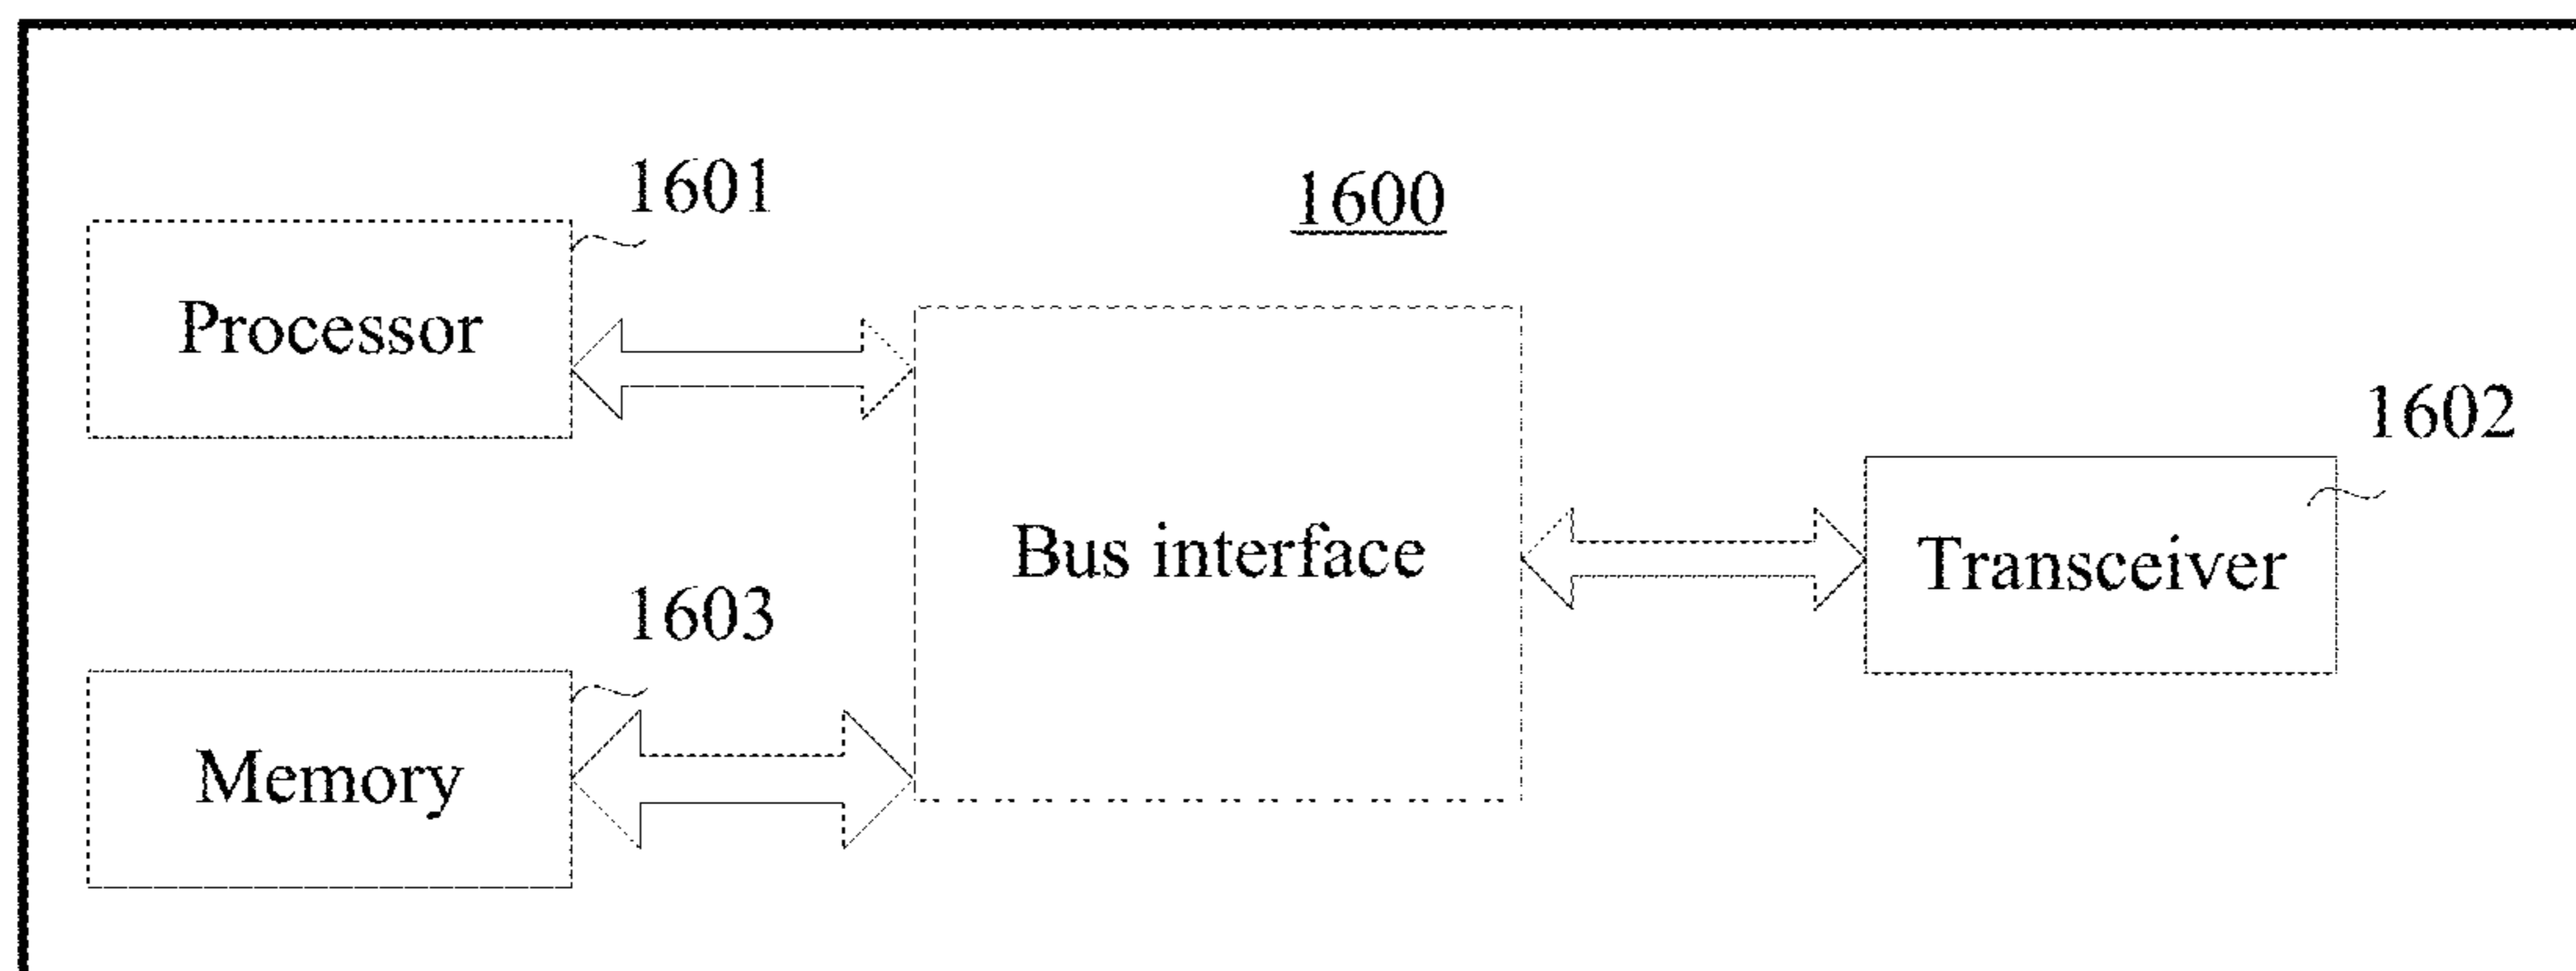 1601
1600
Processor
1602
Bus interface
Transceiver
1603
Memory